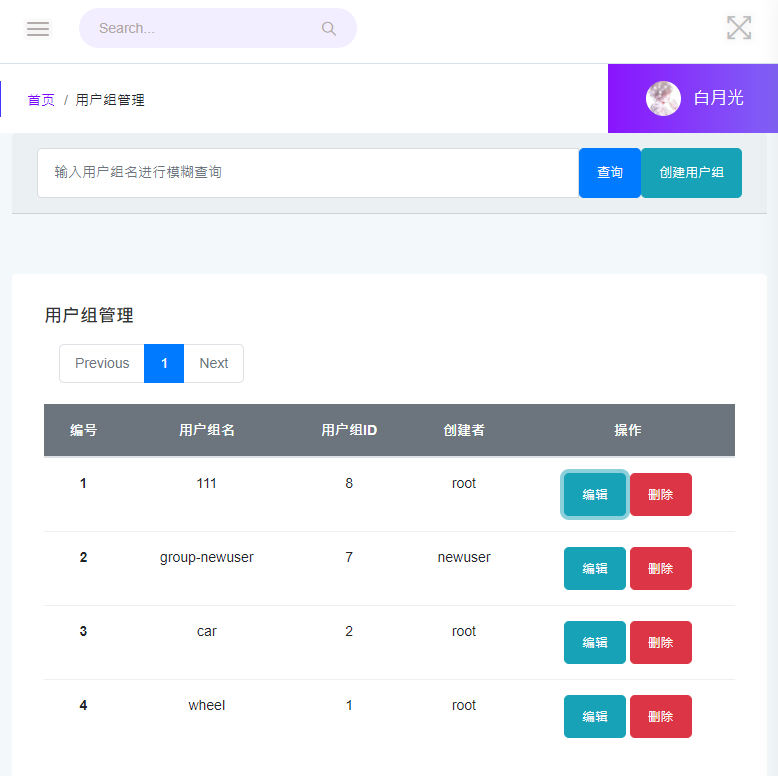 Search...
首页 / 用户组管理
白月光
输入用户组名进行模糊查询 查询 创建用户组
用户组管理
Previous 1 Next
编号 用户组名 用户组ID 创建者 操作
1 111 8 root 编辑 删除
2 group-newuser 7 newuser 编辑 删除
3 car 2 root 编辑 删除
4 wheel 1 root 编辑 删除